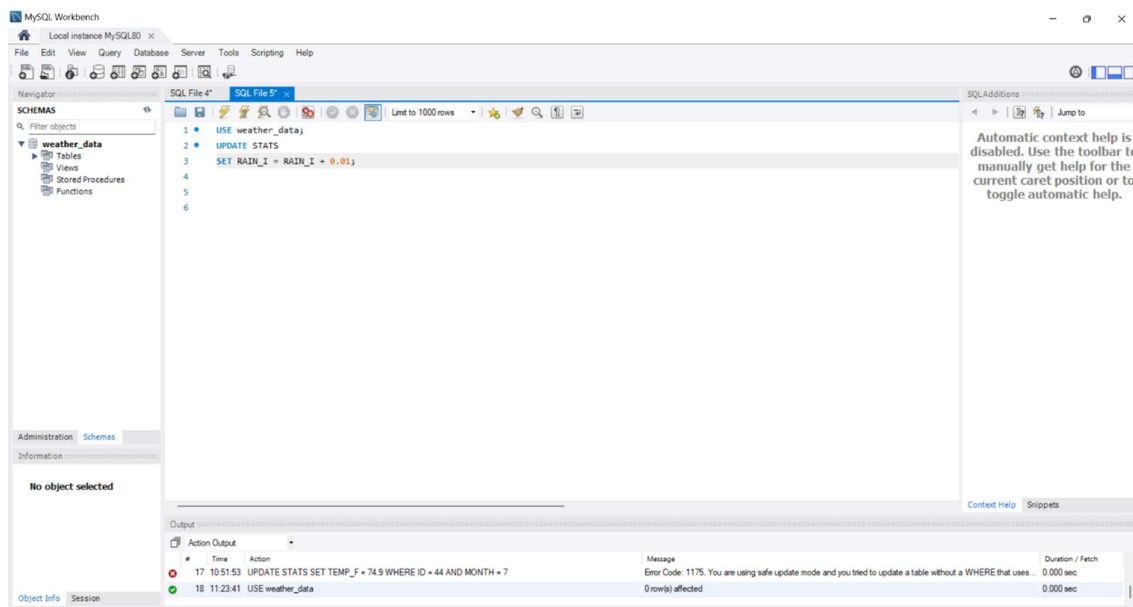 MySQL Workbench
Local instance MySQL80 ×
File Edit View Query Database Server Tools Scripting Help
Navigator
SCHEMAS
Filter objects
weather_data
Tables
Views
Stored Procedures
Functions
Administration Schemas
Information
No object selected
Object Info Session
SQL File 4* SQL File 5* ×
Limit to 1000 rows
1 USE weather_data;
2 UPDATE STATS
3 SET RAIN_I = RAIN_I + 0.01;
4
5
6
SQLAdditions
Jump to
Automatic context help is
disabled. Use the toolbar to
manually get help for the
current caret position or to
toggle automatic help.
Context Help Snippets
Output
Action Output
# Time Action Message Duration / Fetch
17 10:51:53 UPDATE STATS SET TEMP_F = 74.9 WHERE ID = 44 AND MONTH = 7 Error Code: 1175. You are using safe update mode and you tried to update a table without a WHERE that uses... 0.000 sec
18 11:23:41 USE weather_data 0 row(s) affected 0.000 sec